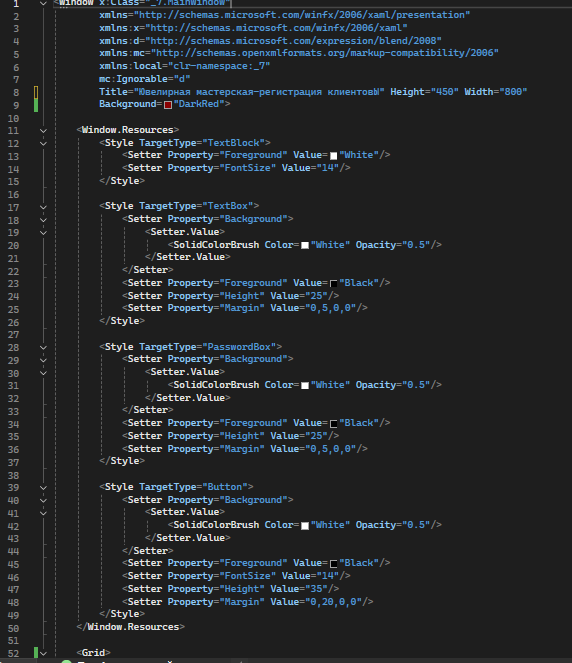 1 <Window x:Class="_7.MainWindow"
2 xmlns="http://schemas.microsoft.com/winfx/2006/xaml/presentation"
3 xmlns:x="http://schemas.microsoft.com/winfx/2006/xaml"
4 xmlns:d="http://schemas.microsoft.com/expression/blend/2008"
5 xmlns:mc="http://schemas.openxmlformats.org/markup-compatibility/2006"
6 xmlns:local="clr-namespace:_7"
7 mc:Ignorable="d"
8 Title="Ювелирная мастерская-регистрация клиентовW" Height="450" Width="800"
9 Background="DarkRed">
10
11 <Window.Resources>
12 <Style TargetType="TextBlock">
13 <Setter Property="Foreground" Value="White"/>
14 <Setter Property="FontSize" Value="14"/>
15 </Style>
16
17 <Style TargetType="TextBox">
18 <Setter Property="Background">
19 <Setter.Value>
20 <SolidColorBrush Color="White" Opacity="0.5"/>
21 </Setter.Value>
22 </Setter>
23 <Setter Property="Foreground" Value="Black"/>
24 <Setter Property="Height" Value="25"/>
25 <Setter Property="Margin" Value="0,5,0,0"/>
26 </Style>
27
28 <Style TargetType="PasswordBox">
29 <Setter Property="Background">
30 <Setter.Value>
31 <SolidColorBrush Color="White" Opacity="0.5"/>
32 </Setter.Value>
33 </Setter>
34 <Setter Property="Foreground" Value="Black"/>
35 <Setter Property="Height" Value="25"/>
36 <Setter Property="Margin" Value="0,5,0,0"/>
37 </Style>
38
39 <Style TargetType="Button">
40 <Setter Property="Background">
41 <Setter.Value>
42 <SolidColorBrush Color="White" Opacity="0.5"/>
43 </Setter.Value>
44 </Setter>
45 <Setter Property="Foreground" Value="Black"/>
46 <Setter Property="FontSize" Value="14"/>
47 <Setter Property="Height" Value="35"/>
48 <Setter Property="Margin" Value="0,20,0,0"/>
49 </Style>
50 </Window.Resources>
51
52 <Grid>